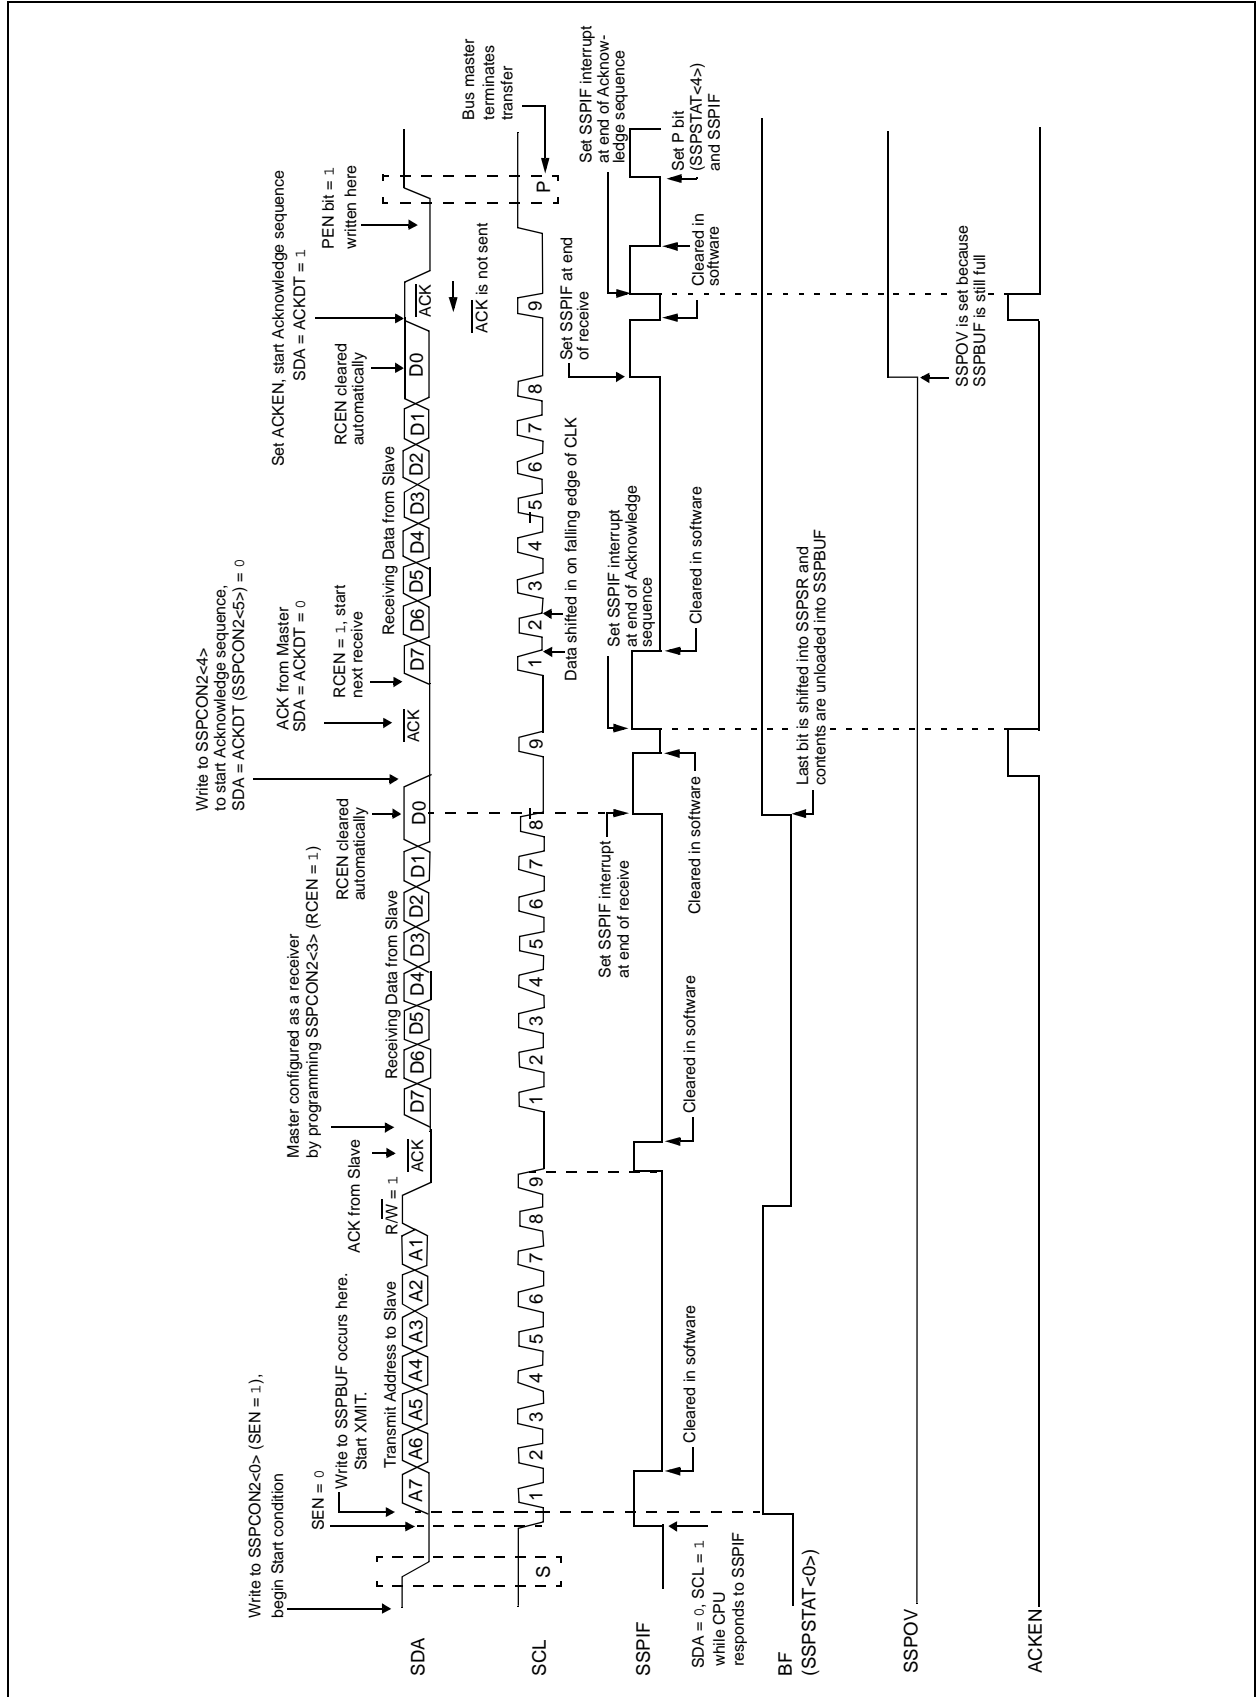 Write to SSPCON2<0> (SEN = 1),
begin Start condition
SEN = 0
Write to SSPBUF occurs here.
Start XMIT.
ACK from Slave
Master configured as a receiver
by programming SSPCON2<3> (RCEN = 1)
RCEN cleared
automatically
Write to SSPCON2<4>
to start Acknowledge sequence,
SDA = ACKDT (SSPCON2<5>) = 0
ACK from Master
SDA = ACKDT = 0
RCEN = 1, start
next receive
RCEN cleared
automatically
Set ACKEN, start Acknowledge sequence
SDA = ACKDT = 1
PEN bit = 1
written here
Transmit Address to Slave
R/W = 1
Receiving Data from Slave
Receiving Data from Slave
SDA
A7 A6 A5 A4 A3 A2 A1
ACK
D7 D6 D5 D4 D3 D2 D1 D0
ACK
D7 D6 D5 D4 D3 D2 D1 D0
ACK
ACK is not sent
Bus master
terminates
transfer
SCL
S
1 2 3 4 5 6 7 8 9
1 2 3 4 5 6 7 8 9
1 2 3 4 5 6 7 8 9
P
Data shifted in on falling edge of CLK
Set SSPIF interrupt
at end of receive
Set SSPIF interrupt
at end of Acknowledge
sequence
Set SSPIF at end
of receive
Set SSPIF interrupt
at end of Acknow-
ledge sequence
SSPIF
SDA = 0, SCL = 1
while CPU
responds to SSPIF
Cleared in software
Cleared in software
Cleared in software
Cleared in software
Cleared in
software
Set P bit
(SSPSTAT<4>)
and SSPIF
BF
(SSPSTAT<0>)
Last bit is shifted into SSPSR and
contents are unloaded into SSPBUF
SSPOV
SSPOV is set because
SSPBUF is still full
ACKEN